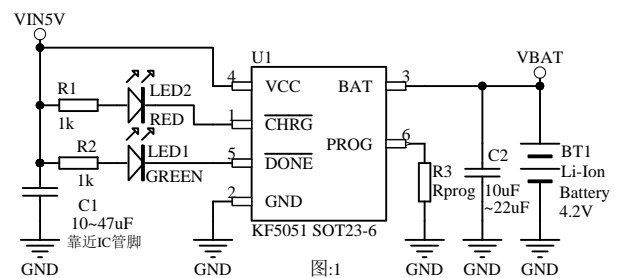 VIN5V
VBAT
U1
4
VCC
BAT
3
R1
1k
LED2
RED
1
CHRG
PROG
6
R2
1k
LED1
GREEN
5
DONE
2
GND
C1
10~47uF
靠近IC管脚
R3
Rprog
C2
10uF
~22uF
BT1
Li-Ion
Battery
4.2V
KF5051 SOT23-6
GND
GND
图:1
GND
GND
GND